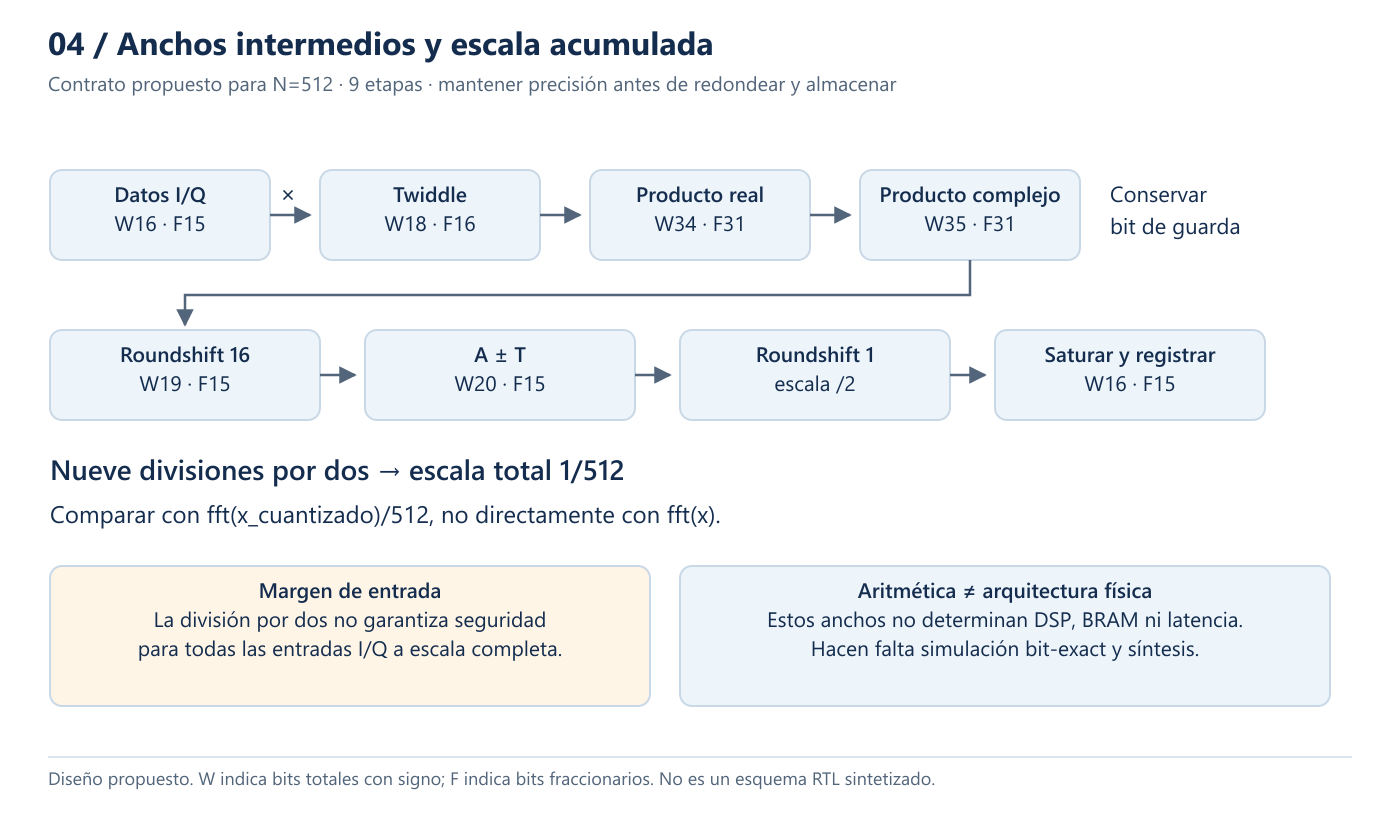 04 / Anchos intermedios y escala acumulada
Contrato propuesto para N=512 · 9 etapas · mantener precisión antes de redondear y almacenar
Datos I/Q
W16 · F15
×
Twiddle
W18 · F16
Producto real
W34 · F31
Producto complejo
W35 · F31
Conservar
bit de guarda
Roundshift 16
W19 · F15
A ± T
W20 · F15
Roundshift 1
escala /2
Saturar y registrar
W16 · F15
Nueve divisiones por dos → escala total 1/512
Comparar con fft(x_cuantizado)/512, no directamente con fft(x).
Margen de entrada
La división por dos no garantiza seguridad
para todas las entradas I/Q a escala completa.
Aritmética ≠ arquitectura física
Estos anchos no determinan DSP, BRAM ni latencia.
Hacen falta simulación bit-exact y síntesis.
Diseño propuesto. W indica bits totales con signo; F indica bits fraccionarios. No es un esquema RTL sintetizado.